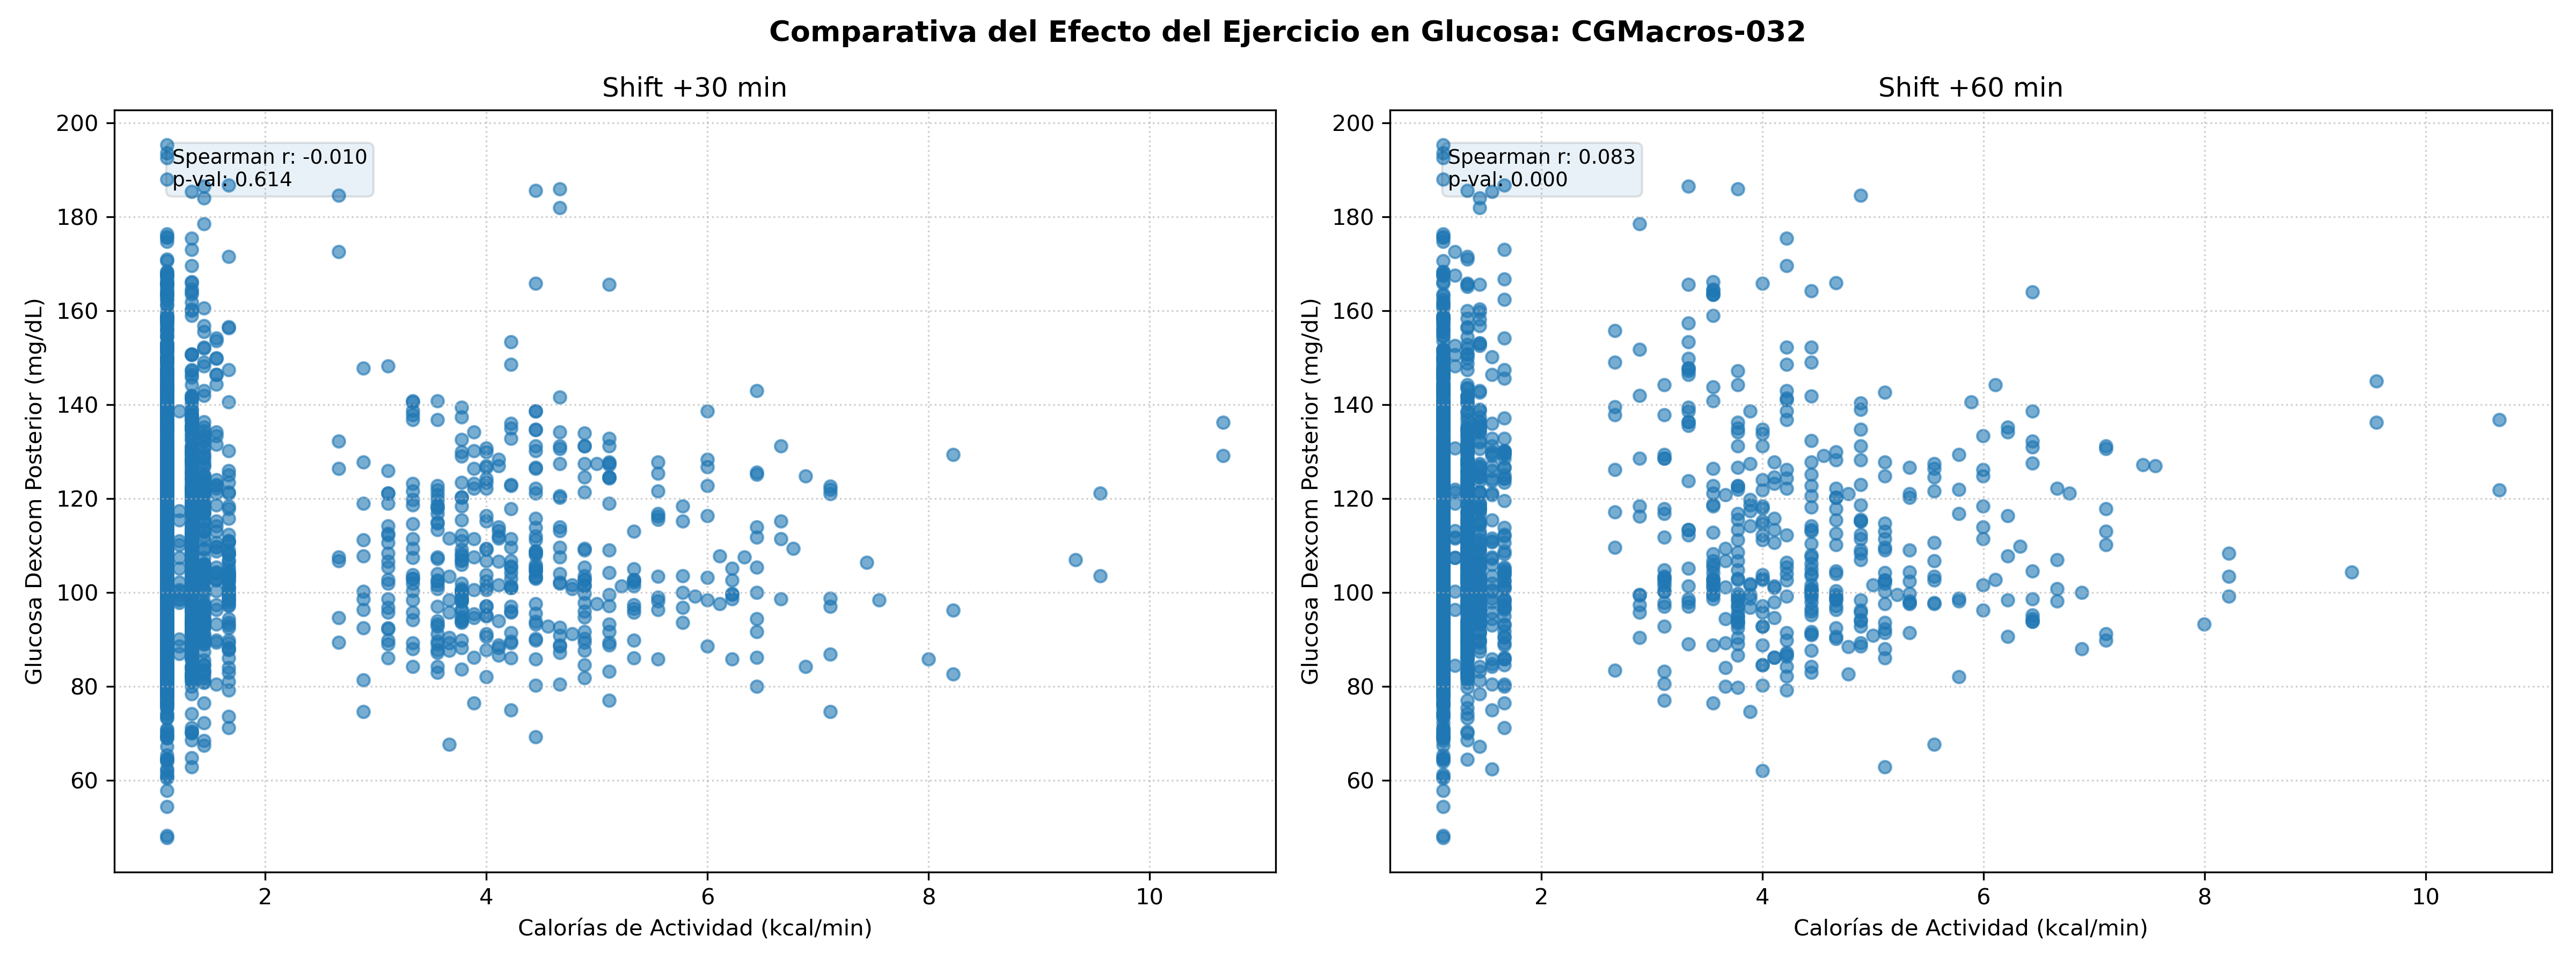 Comparativa del Efecto del Ejercicio en Glucosa: CGMacros-032
Shift +30 min
200
180
160
140
120
100
80
60
Glucosa Dexcom Posterior (mg/dL)
Spearman r: -0.010
p-val: 0.614
2
4
6
8
10
Calorías de Actividad (kcal/min)
Shift +60 min
200
180
160
140
120
100
80
60
Glucosa Dexcom Posterior (mg/dL)
Spearman r: 0.083
p-val: 0.000
2
4
6
8
10
Calorías de Actividad (kcal/min)